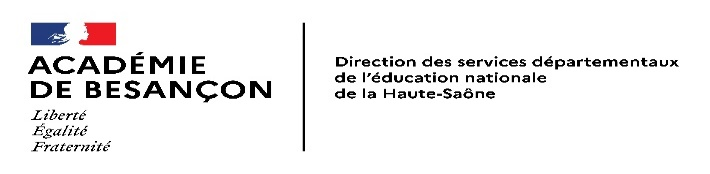 ACADÉMIE
DE BESANÇON
Liberté
Égalité
Fraternité
Direction des services départementaux
de l'éducation nationale
de la Haute-Saône